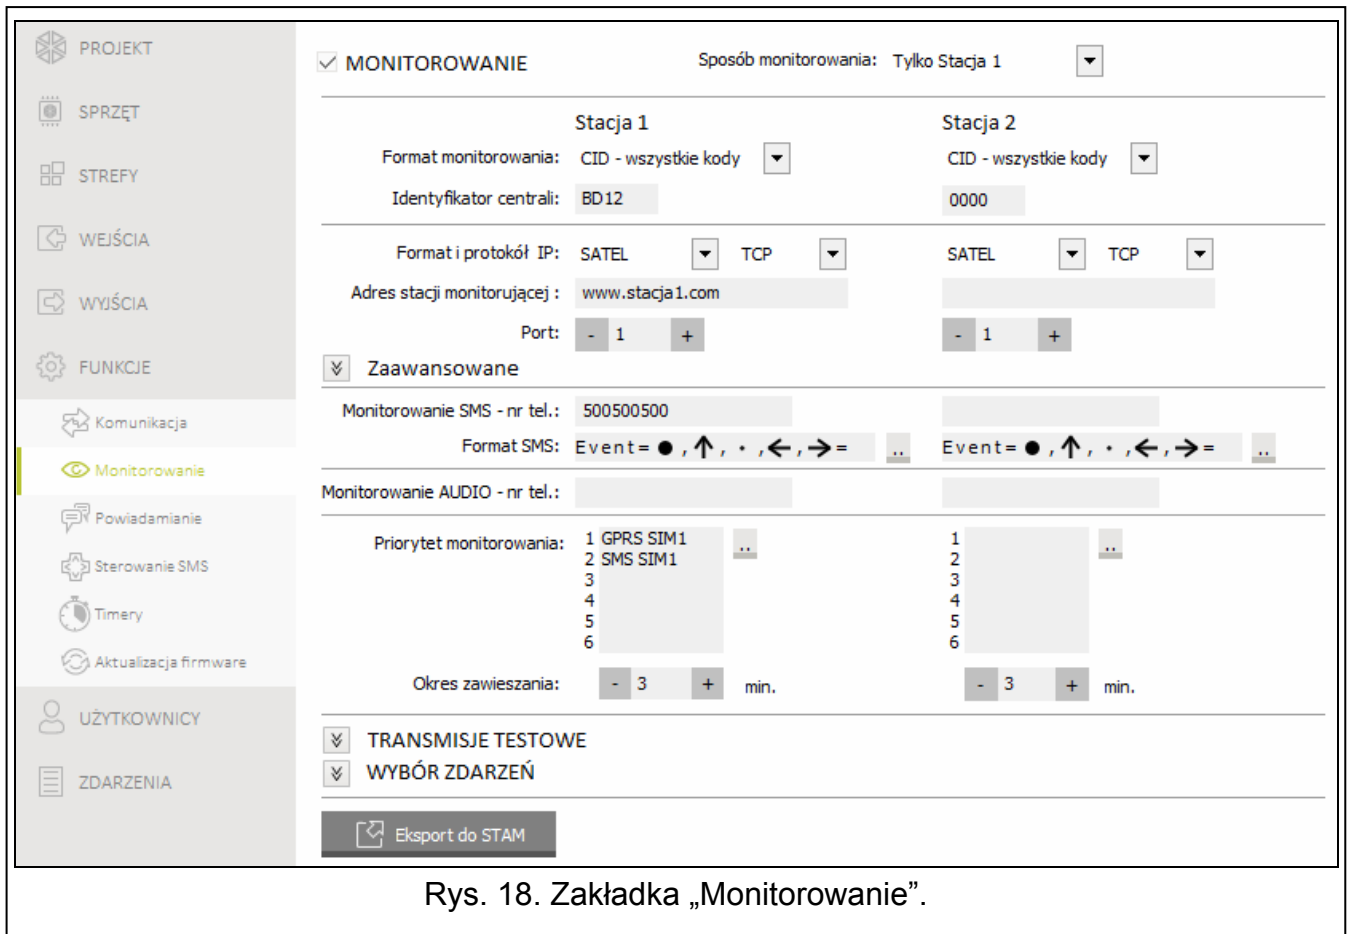 PROJEKT
SPRZĘT
STREFY
WEJŚCIA
WYJŚCIA
FUNKCJE
Komunikacja
Monitorowanie
Powiadamianie
Sterowanie SMS
Timery
Aktualizacja firmware
UŻYTKOWNICY
ZDARZENIA
MONITOROWANIE Sposób monitorowania: Tylko Stacja 1
Stacja 1 Stacja 2
Format monitorowania: CID - wszystkie kody CID - wszystkie kody
Identyfikator centrali: BD12 0000
Format i protokół IP: SATEL TCP SATEL TCP
Adres stacji monitorującej : www.stacja1.com
Port: - 1 + - 1 +
Zaawansowane
Monitorowanie SMS - nr tel.: 500500500
Format SMS: Event= ● , ↑ , · , ← , → = .. Event= ● , ↑ , · , ← , → = ..
Monitorowanie AUDIO - nr tel.:
Priorytet monitorowania: 1 GPRS SIM1 .. 1 ..
2 SMS SIM1 2
3 3
4 4
5 5
6 6
Okres zawieszania: - 3 + min. - 3 + min.
TRANSMISJE TESTOWE
WYBÓR ZDARZEŃ
Eksport do STAM
Rys. 18. Zakładka „Monitorowanie”.